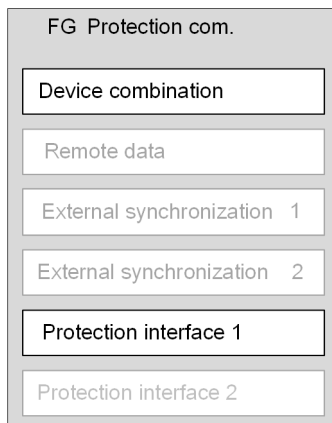 FG Protection com.
Device combination
Remote data
External synchronization 1
External synchronization 2
Protection interface 1
Protection interface 2